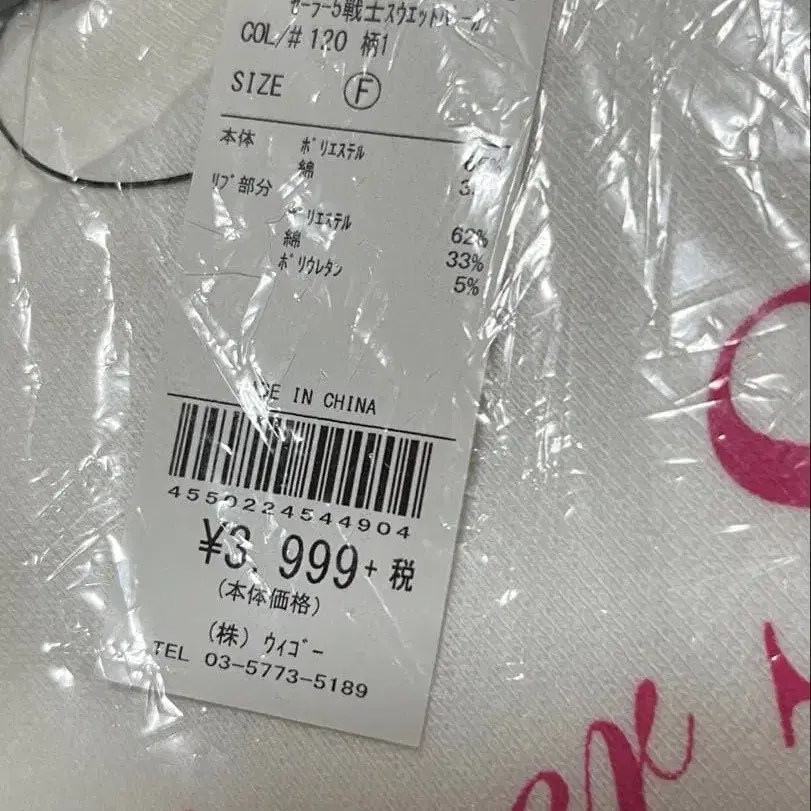 セーラー5戦士スウェットパーカ
COL/# 120 柄1
SIZE Ⓕ
本体 ポリエステル
綿
リブ部分
ポリエステル 62%
綿 33%
ポリウレタン 5%
MADE IN CHINA
4550224544904
¥3,999+税
(本体価格)
(株) ウィゴー
TEL 03-5773-5189